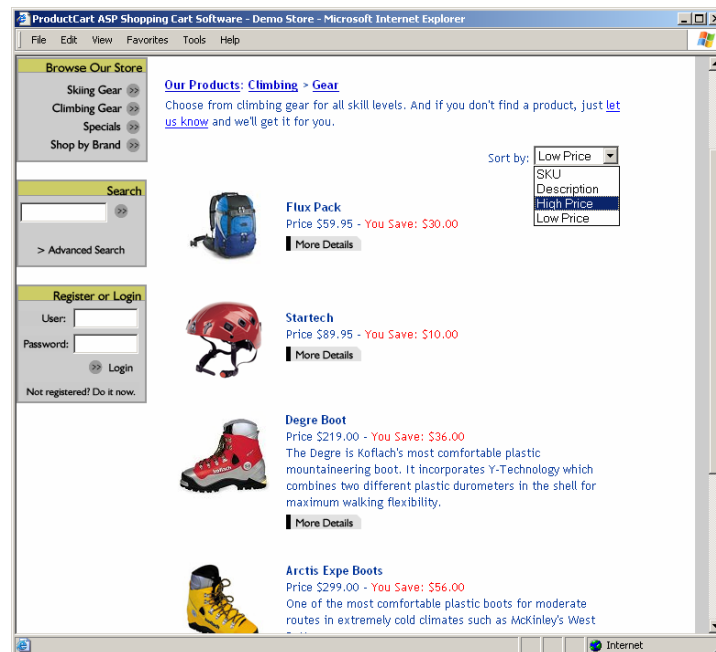 ProductCart ASP Shopping Cart Software - Demo Store - Microsoft Internet Explorer
File Edit View Favorites Tools Help
Browse Our Store
Skiing Gear
Climbing Gear
Specials
Shop by Brand
Search
> Advanced Search
Register or Login
User:
Password:
Login
Not registered? Do it now.
Our Products: Climbing > Gear
Choose from climbing gear for all skill levels. And if you don't find a product, just let
us know and we'll get it for you.
Sort by: Low Price
SKU
Description
High Price
Low Price
Flux Pack
Price $59.95 - You Save: $30.00
More Details
Startech
Price $89.95 - You Save: $10.00
More Details
Degre Boot
Price $219.00 - You Save: $36.00
The Degre is Koflach's most comfortable plastic
mountaineering boot. It incorporates Y-Technology which
combines two different plastic durometers in the shell for
maximum walking flexibility.
More Details
Arctis Expe Boots
Price $299.00 - You Save: $56.00
One of the most comfortable plastic boots for moderate
routes in extremely cold climates such as McKinley's West
Internet